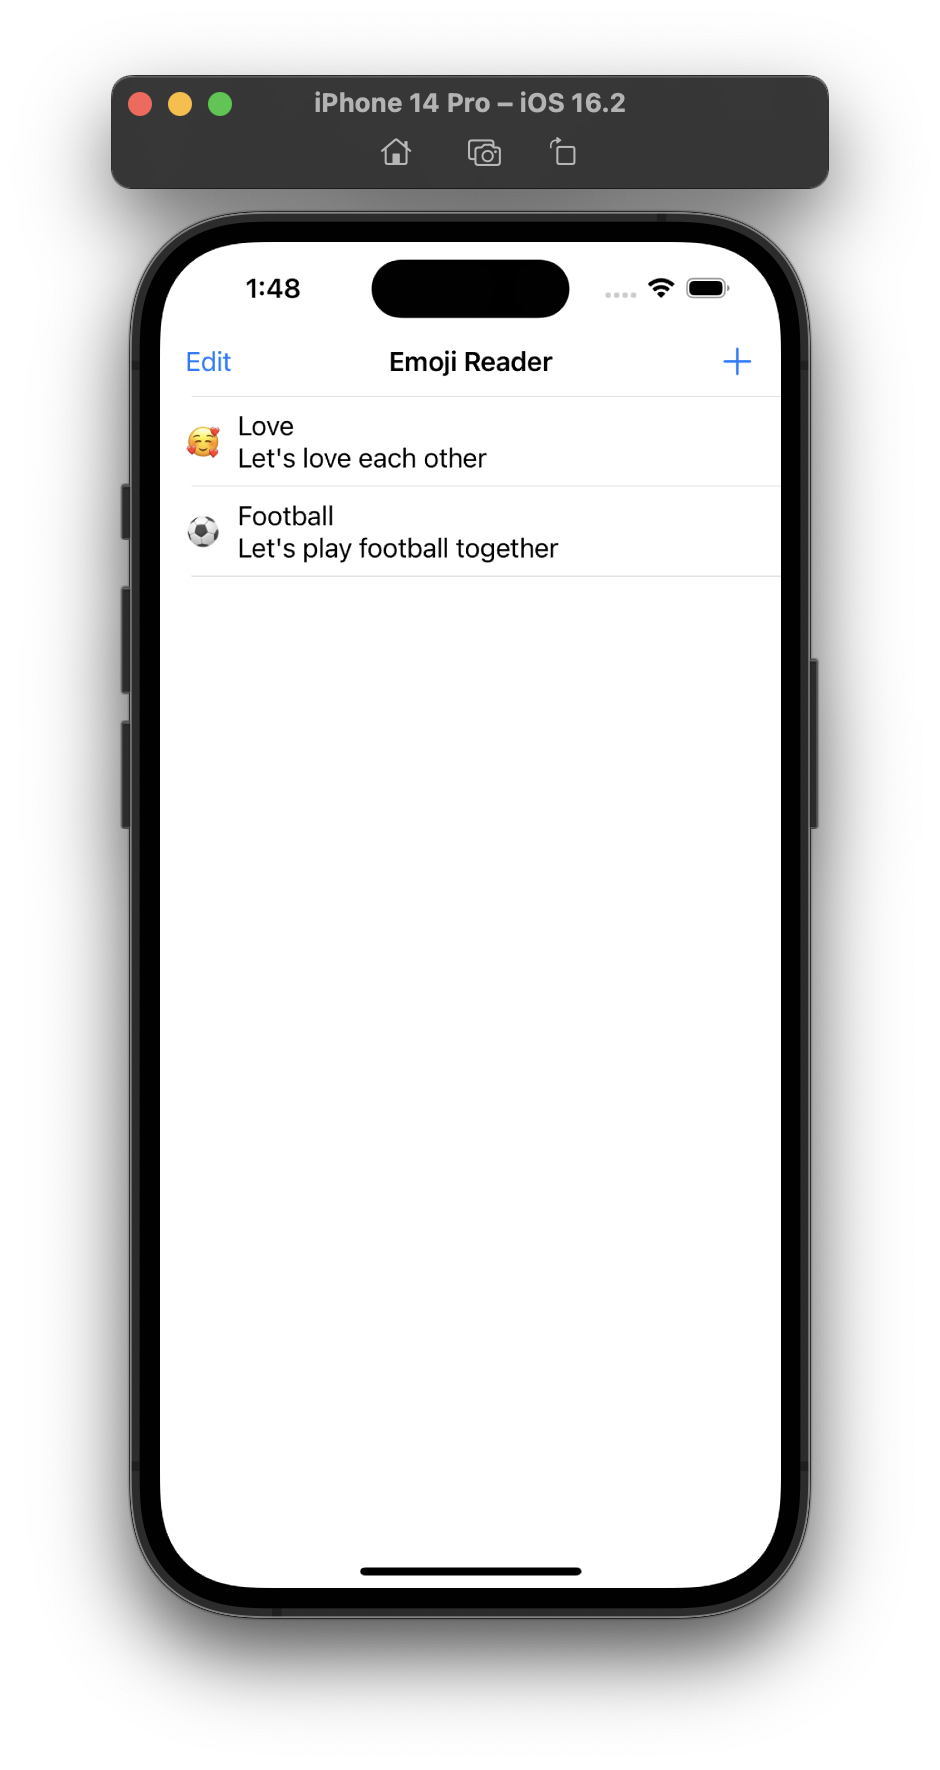 iPhone 14 Pro – iOS 16.2
1:48
Edit Emoji Reader
Love
Let's love each other
Football
Let's play football together